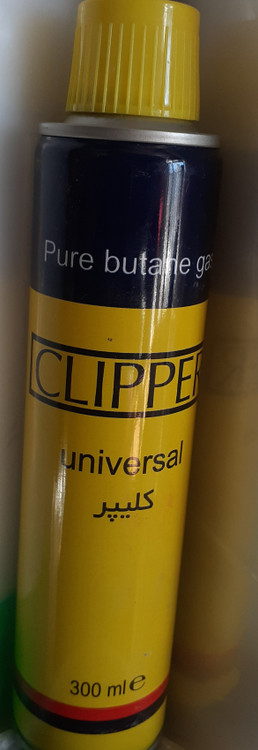 Pure butane gas
CLIPPER
universal
کلیپر
300 ml ℮